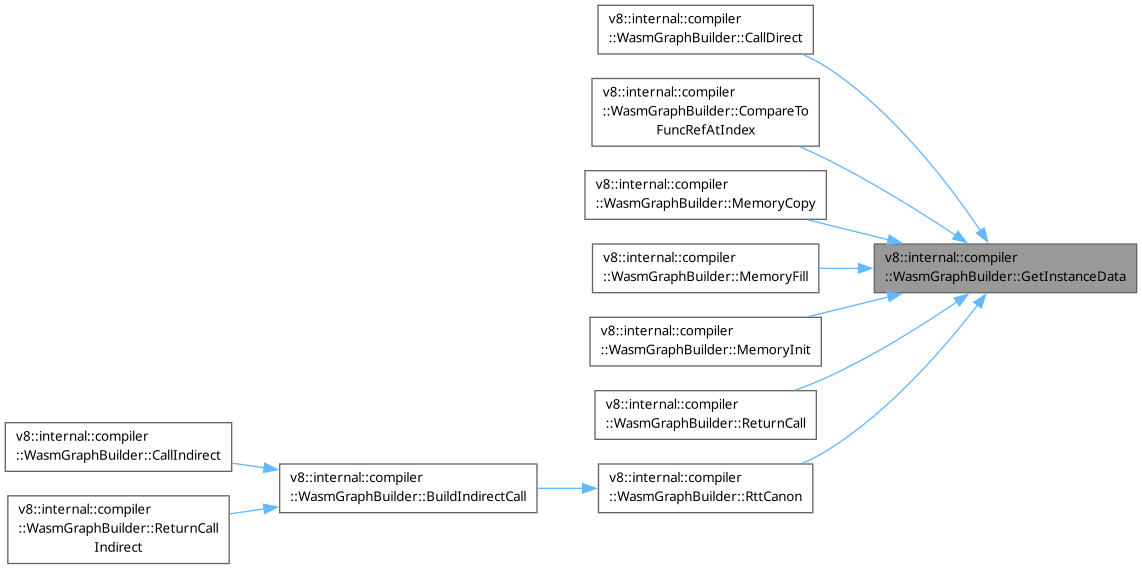 v8::internal::compiler
::WasmGraphBuilder::CallDirect
v8::internal::compiler
::WasmGraphBuilder::CompareTo
FuncRefAtIndex
v8::internal::compiler
::WasmGraphBuilder::MemoryCopy
v8::internal::compiler
::WasmGraphBuilder::MemoryFill
v8::internal::compiler
::WasmGraphBuilder::GetInstanceData
v8::internal::compiler
::WasmGraphBuilder::MemoryInit
v8::internal::compiler
::WasmGraphBuilder::ReturnCall
v8::internal::compiler
::WasmGraphBuilder::CallIndirect
v8::internal::compiler
::WasmGraphBuilder::BuildIndirectCall
v8::internal::compiler
::WasmGraphBuilder::RttCanon
v8::internal::compiler
::WasmGraphBuilder::ReturnCall
Indirect